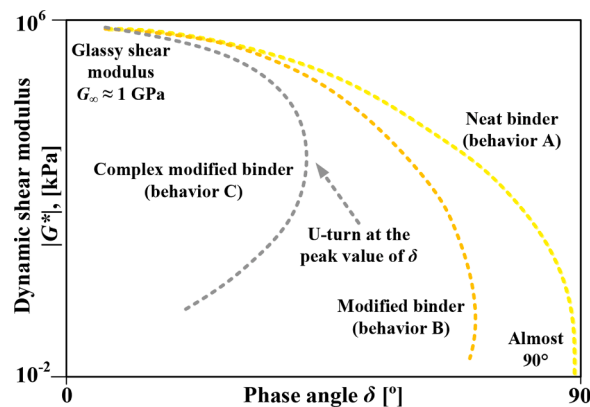 10^6
Glassy shear
modulus
G∞ ≈ 1 GPa
Neat binder
(behavior A)
Complex modified binder
(behavior C)
U-turn at the
peak value of δ
Modified binder
(behavior B)
Almost
90°
Dynamic shear modulus
|G*|, [kPa]
10^-2
0
Phase angle δ [º]
90